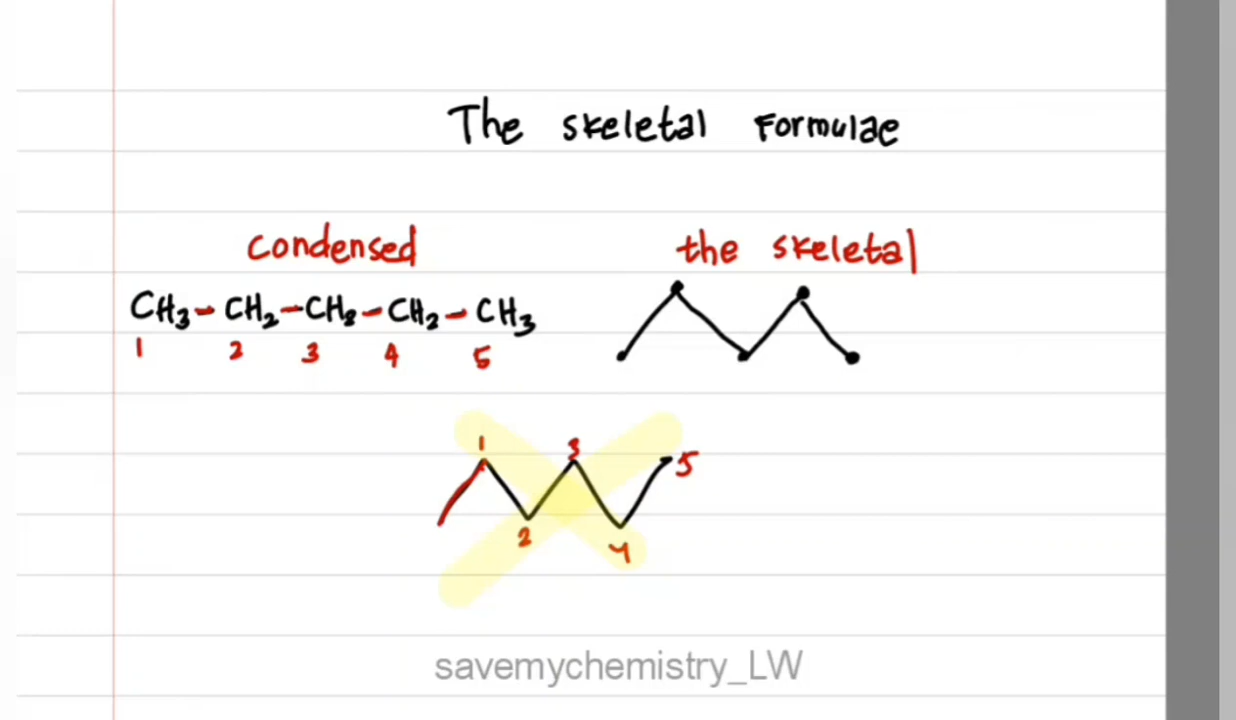 The skeletal Formulae
condensed the skeletal
CH3-CH2-CH2-CH2-CH3
1 2 3 4 5
1 3 5
2 4
savemychemistry_LW